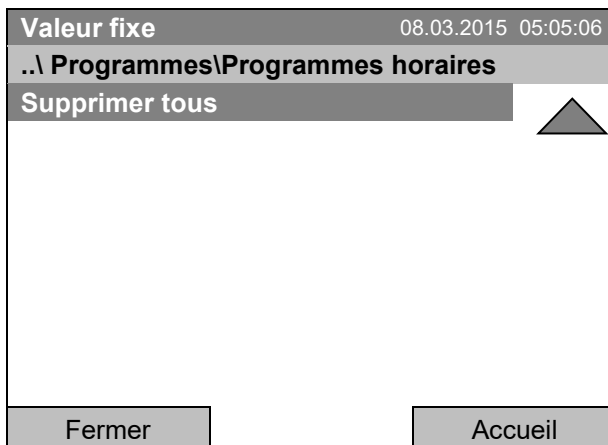 Valeur fixe 08.03.2015 05:05:06
..\ Programmes\Programmes horaires
Supprimer tous
Fermer Accueil